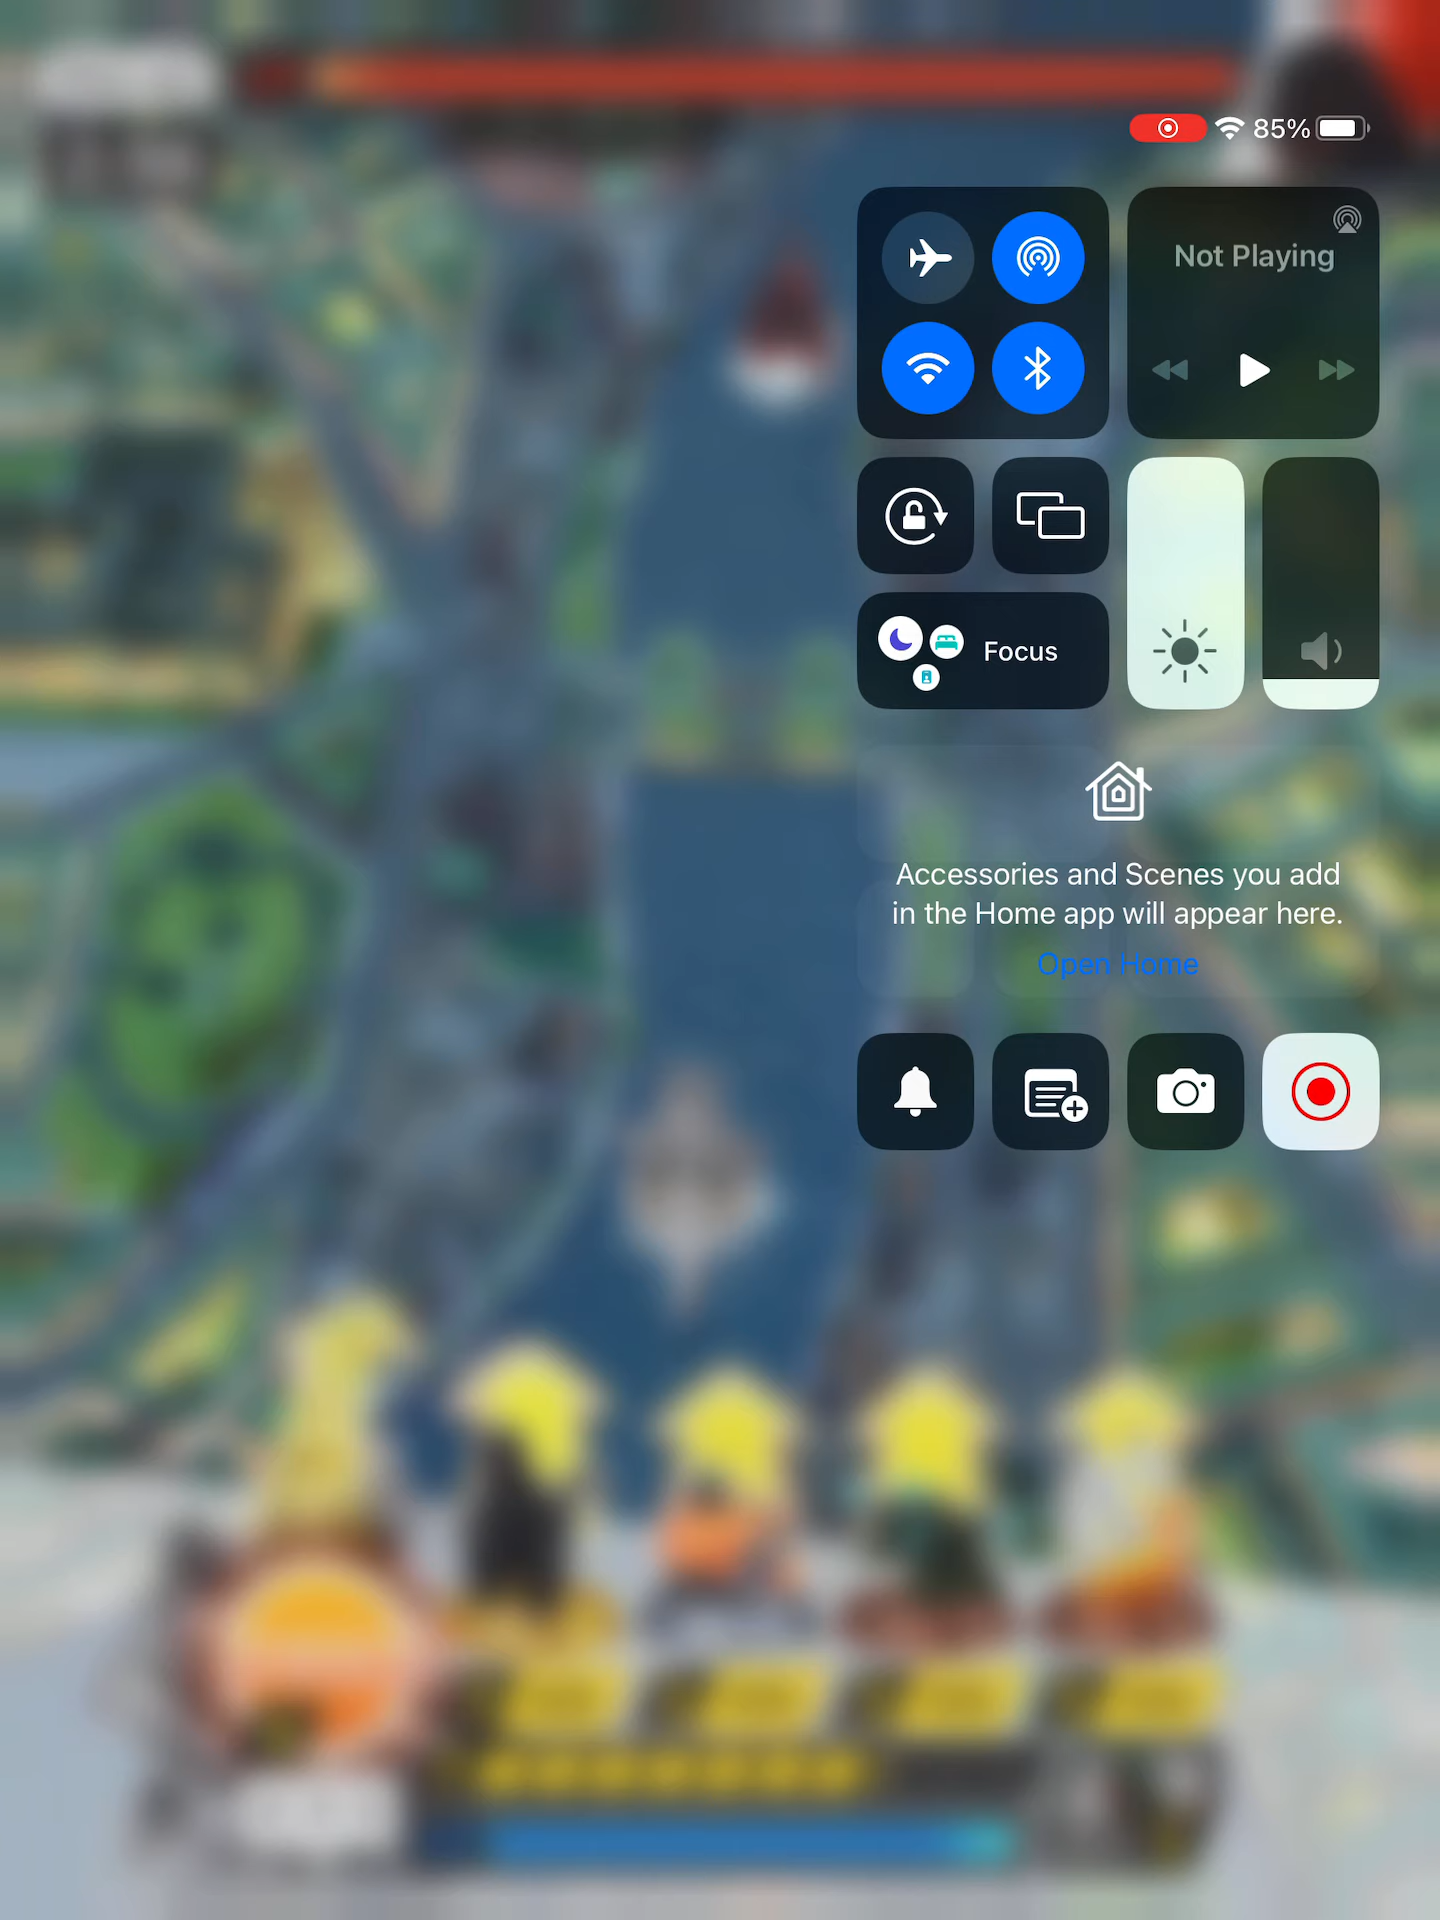 85%
Not Playing
Focus
Accessories and Scenes you add
in the Home app will appear here.
Open Home